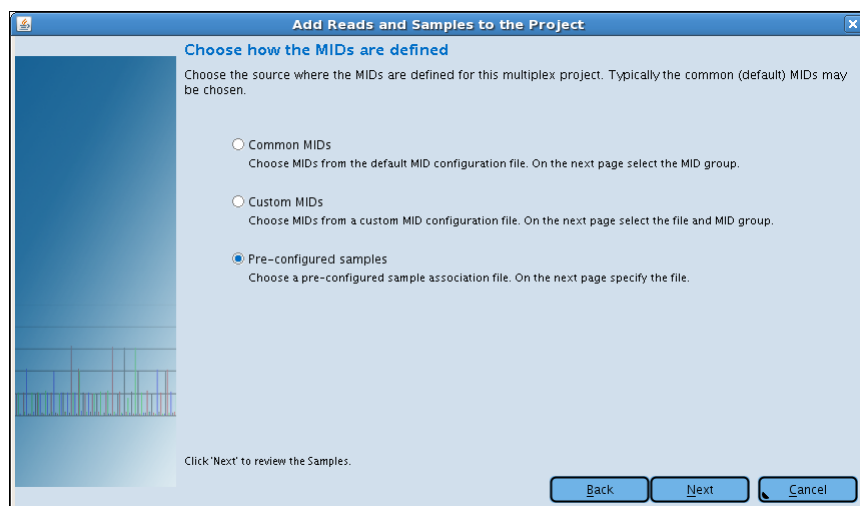 Add Reads and Samples to the Project
Choose how the MIDs are defined
Choose the source where the MIDs are defined for this multiplex project. Typically the common (default) MIDs may
be chosen.
Common MIDs
Choose MIDs from the default MID configuration file. On the next page select the MID group.
Custom MIDs
Choose MIDs from a custom MID configuration file. On the next page select the file and MID group.
Pre-configured samples
Choose a pre-configured sample association file. On the next page specify the file.
Click 'Next' to review the Samples.
Back Next Cancel